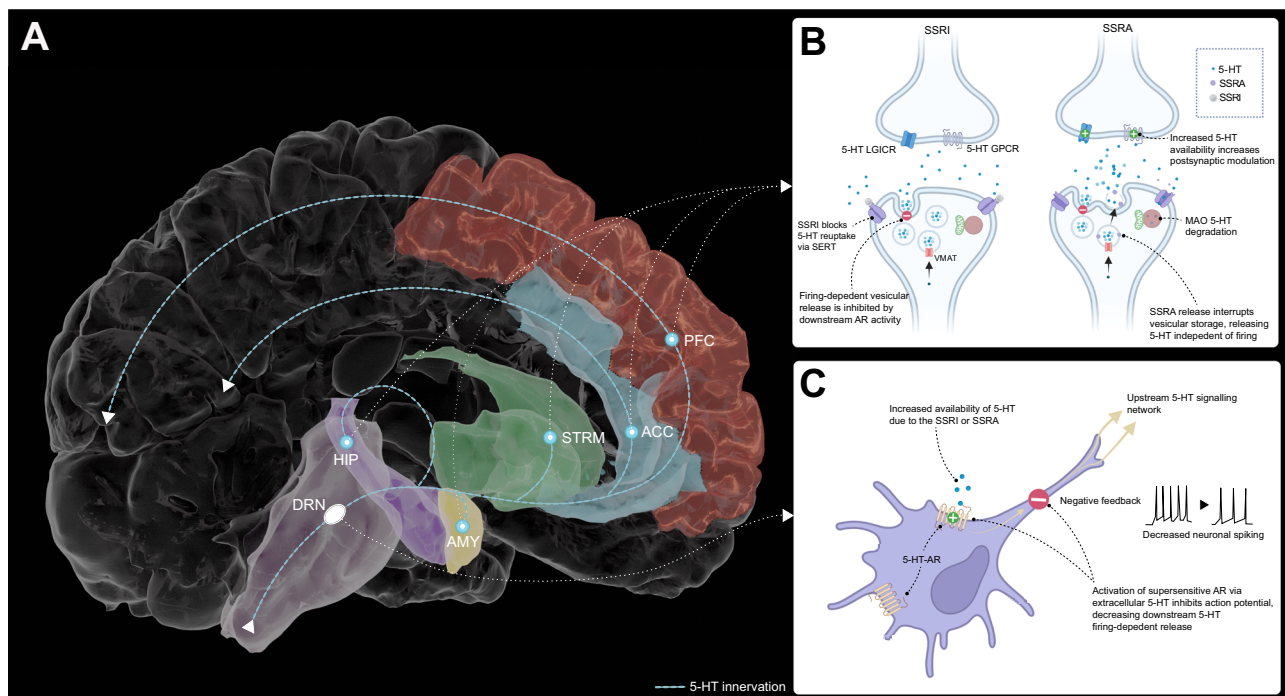 A
PFC
ACC
STRM
HIP
DRN
AMY
5-HT innervation
B
SSRI
SSRA
5-HT
SSRA
SSRI
5-HT LGICR
5-HT GPCR
Increased 5-HT
availability increases
postsynaptic modulation
SSRI blocks
5-HT reuptake
via SERT
VMAT
MAO 5-HT
degradation
Firing-depedent vesicular
release is inhibited by
downstream AR activity
SSRA release interrupts
vesicular storage, releasing
5-HT indepedent of firing
C
Increased availability of 5-HT
due to the SSRI or SSRA
Upstream 5-HT signalling
network
Negative feedback
Decreased neuronal spiking
5-HT-AR
Activation of supersensitive AR via
extracellular 5-HT inhibits action potential,
decreasing downstream 5-HT
firing-depedent release